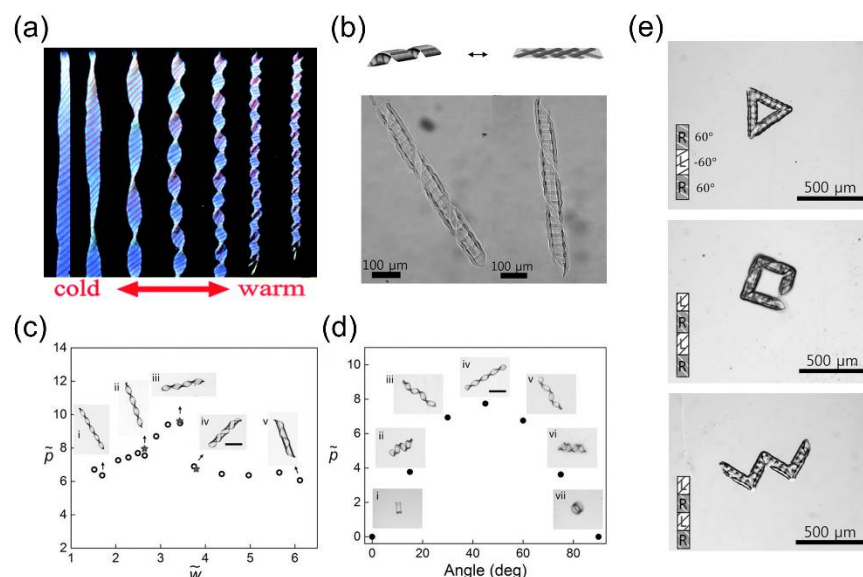 (a)
cold
warm
(b)
100 µm
100 µm
(c)
14
12
10
8
6
4
2
p̃
1
2
3
4
5
6
w̃
i
ii
iii
iv
v
(d)
10
8
6
4
2
0
p̃
0
20
40
60
80
Angle (deg)
i
ii
iii
iv
v
vi
vii
(e)
R 60°
L -60°
R 60°
500 µm
L
R
L
R
500 µm
L
R
L
R
500 µm